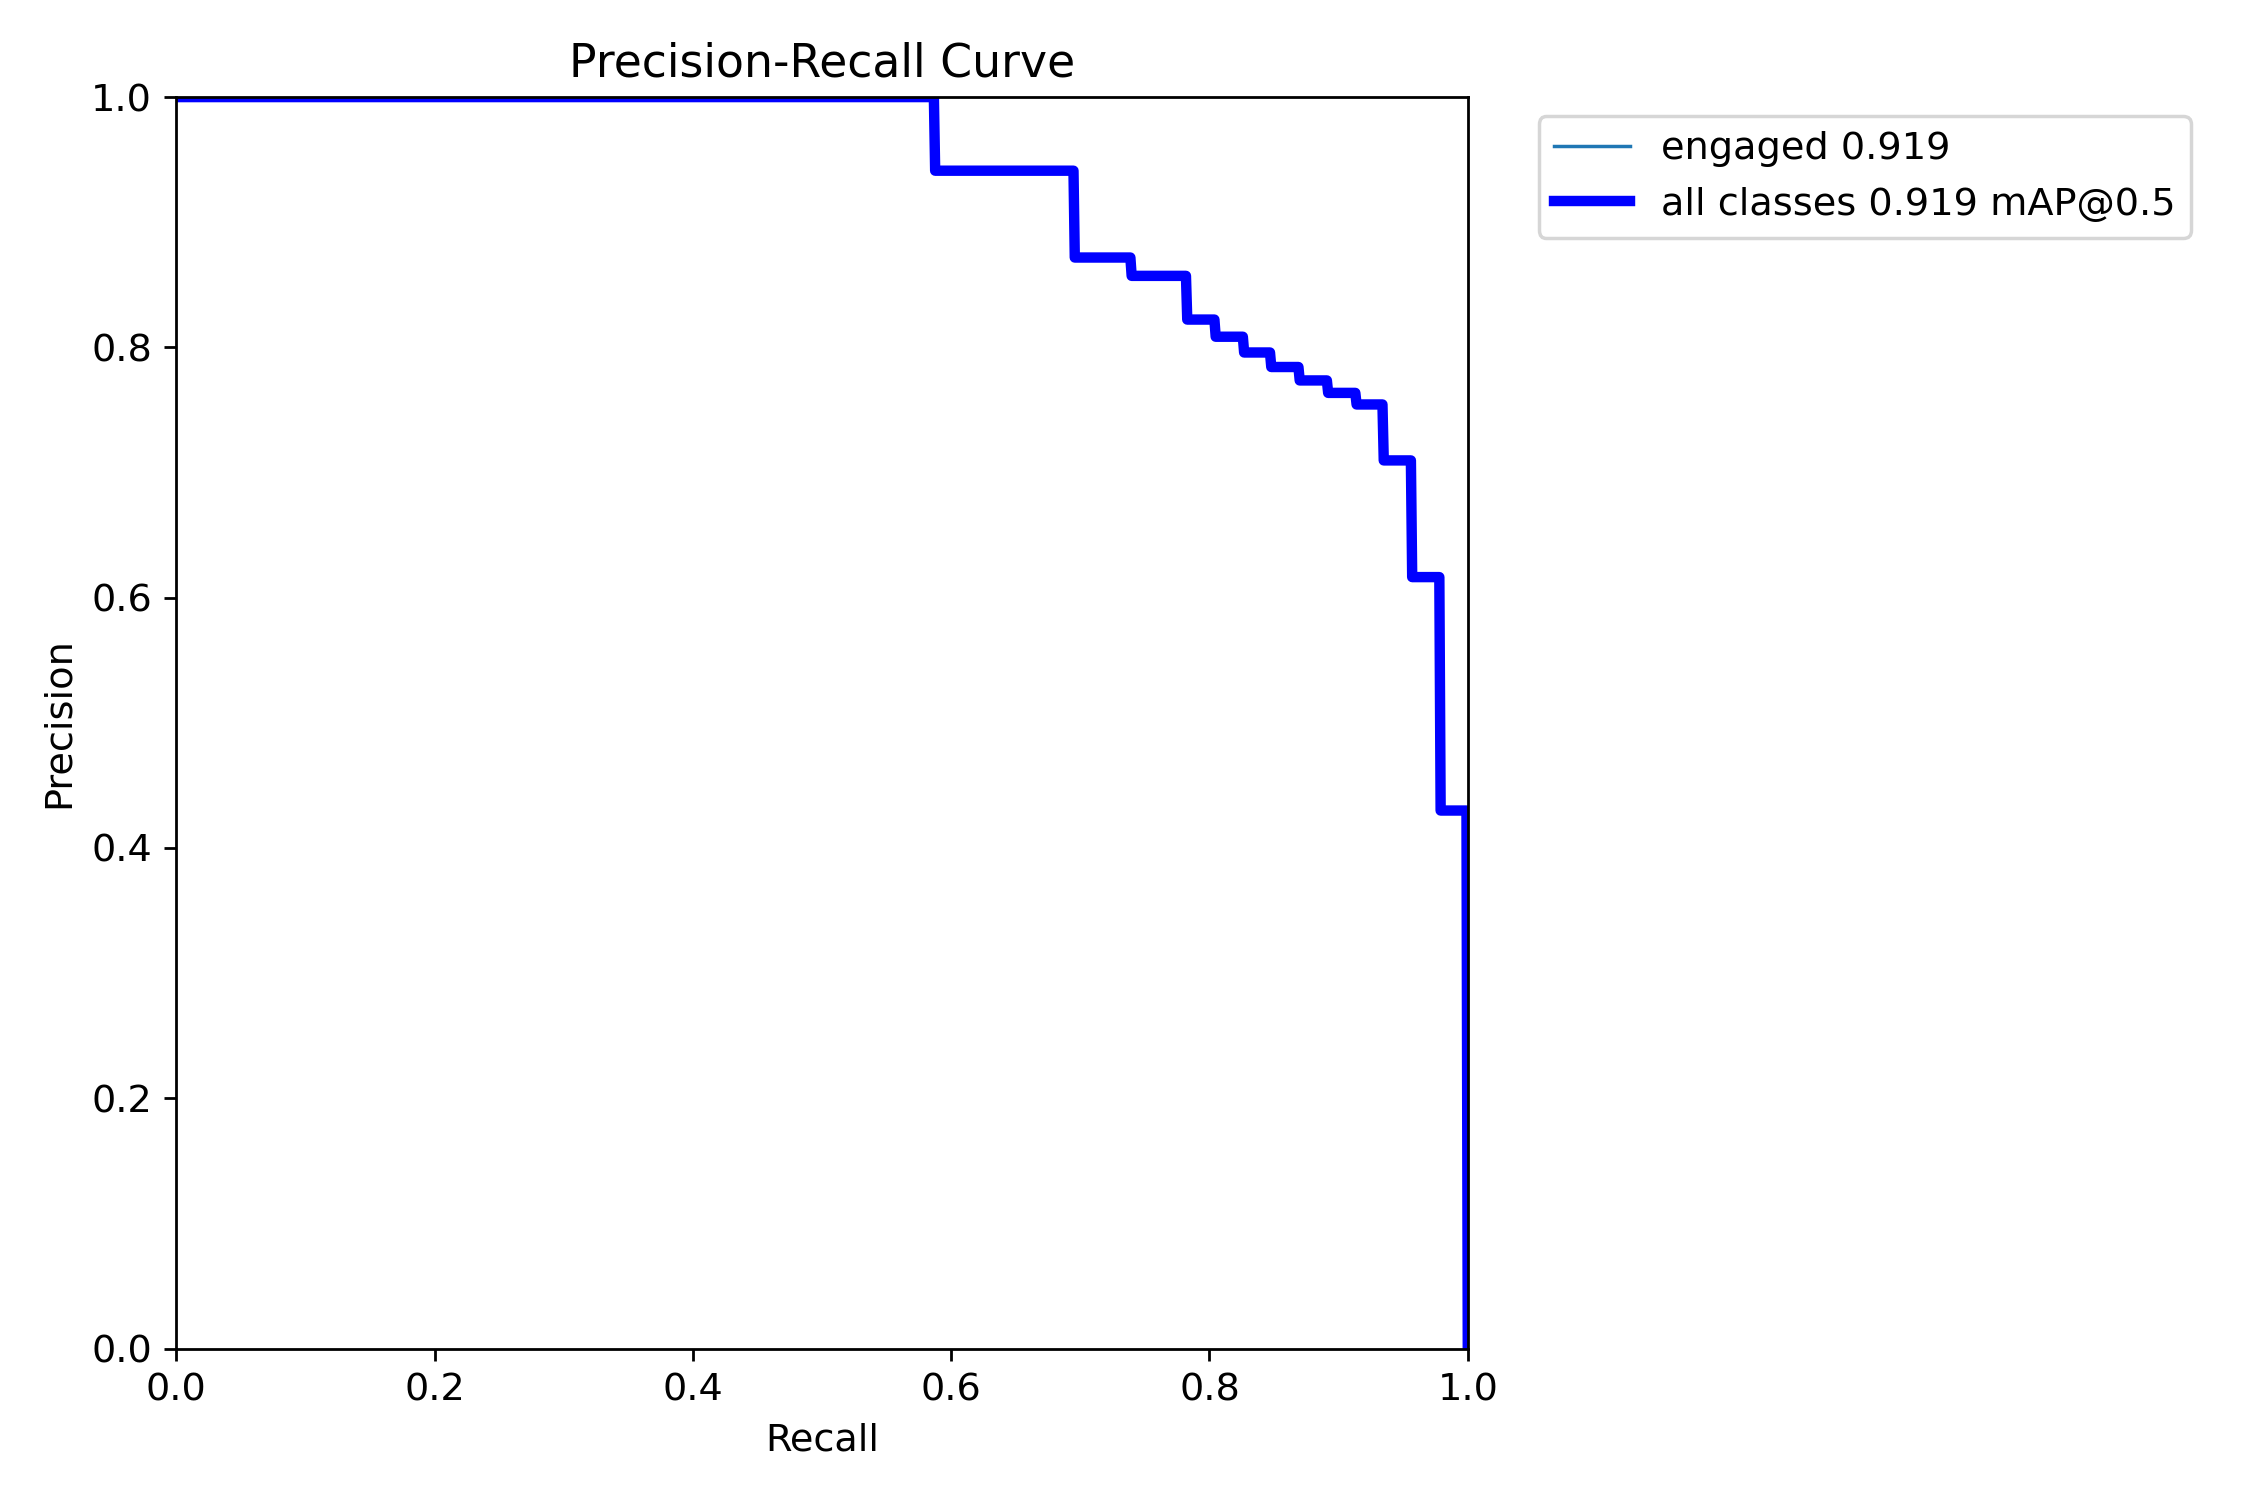 Precision-Recall Curve
1.0
0.8
0.6
0.4
0.2
0.0
Precision
0.0 0.2 0.4 0.6 0.8 1.0
Recall
engaged 0.919
all classes 0.919 mAP@0.5